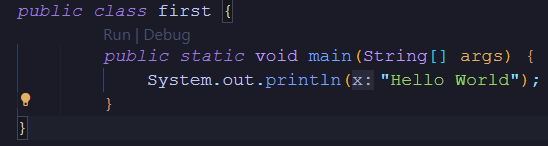 public class first {
Run | Debug
public static void main(String[] args) {
System.out.println(x: "Hello World");
}
}